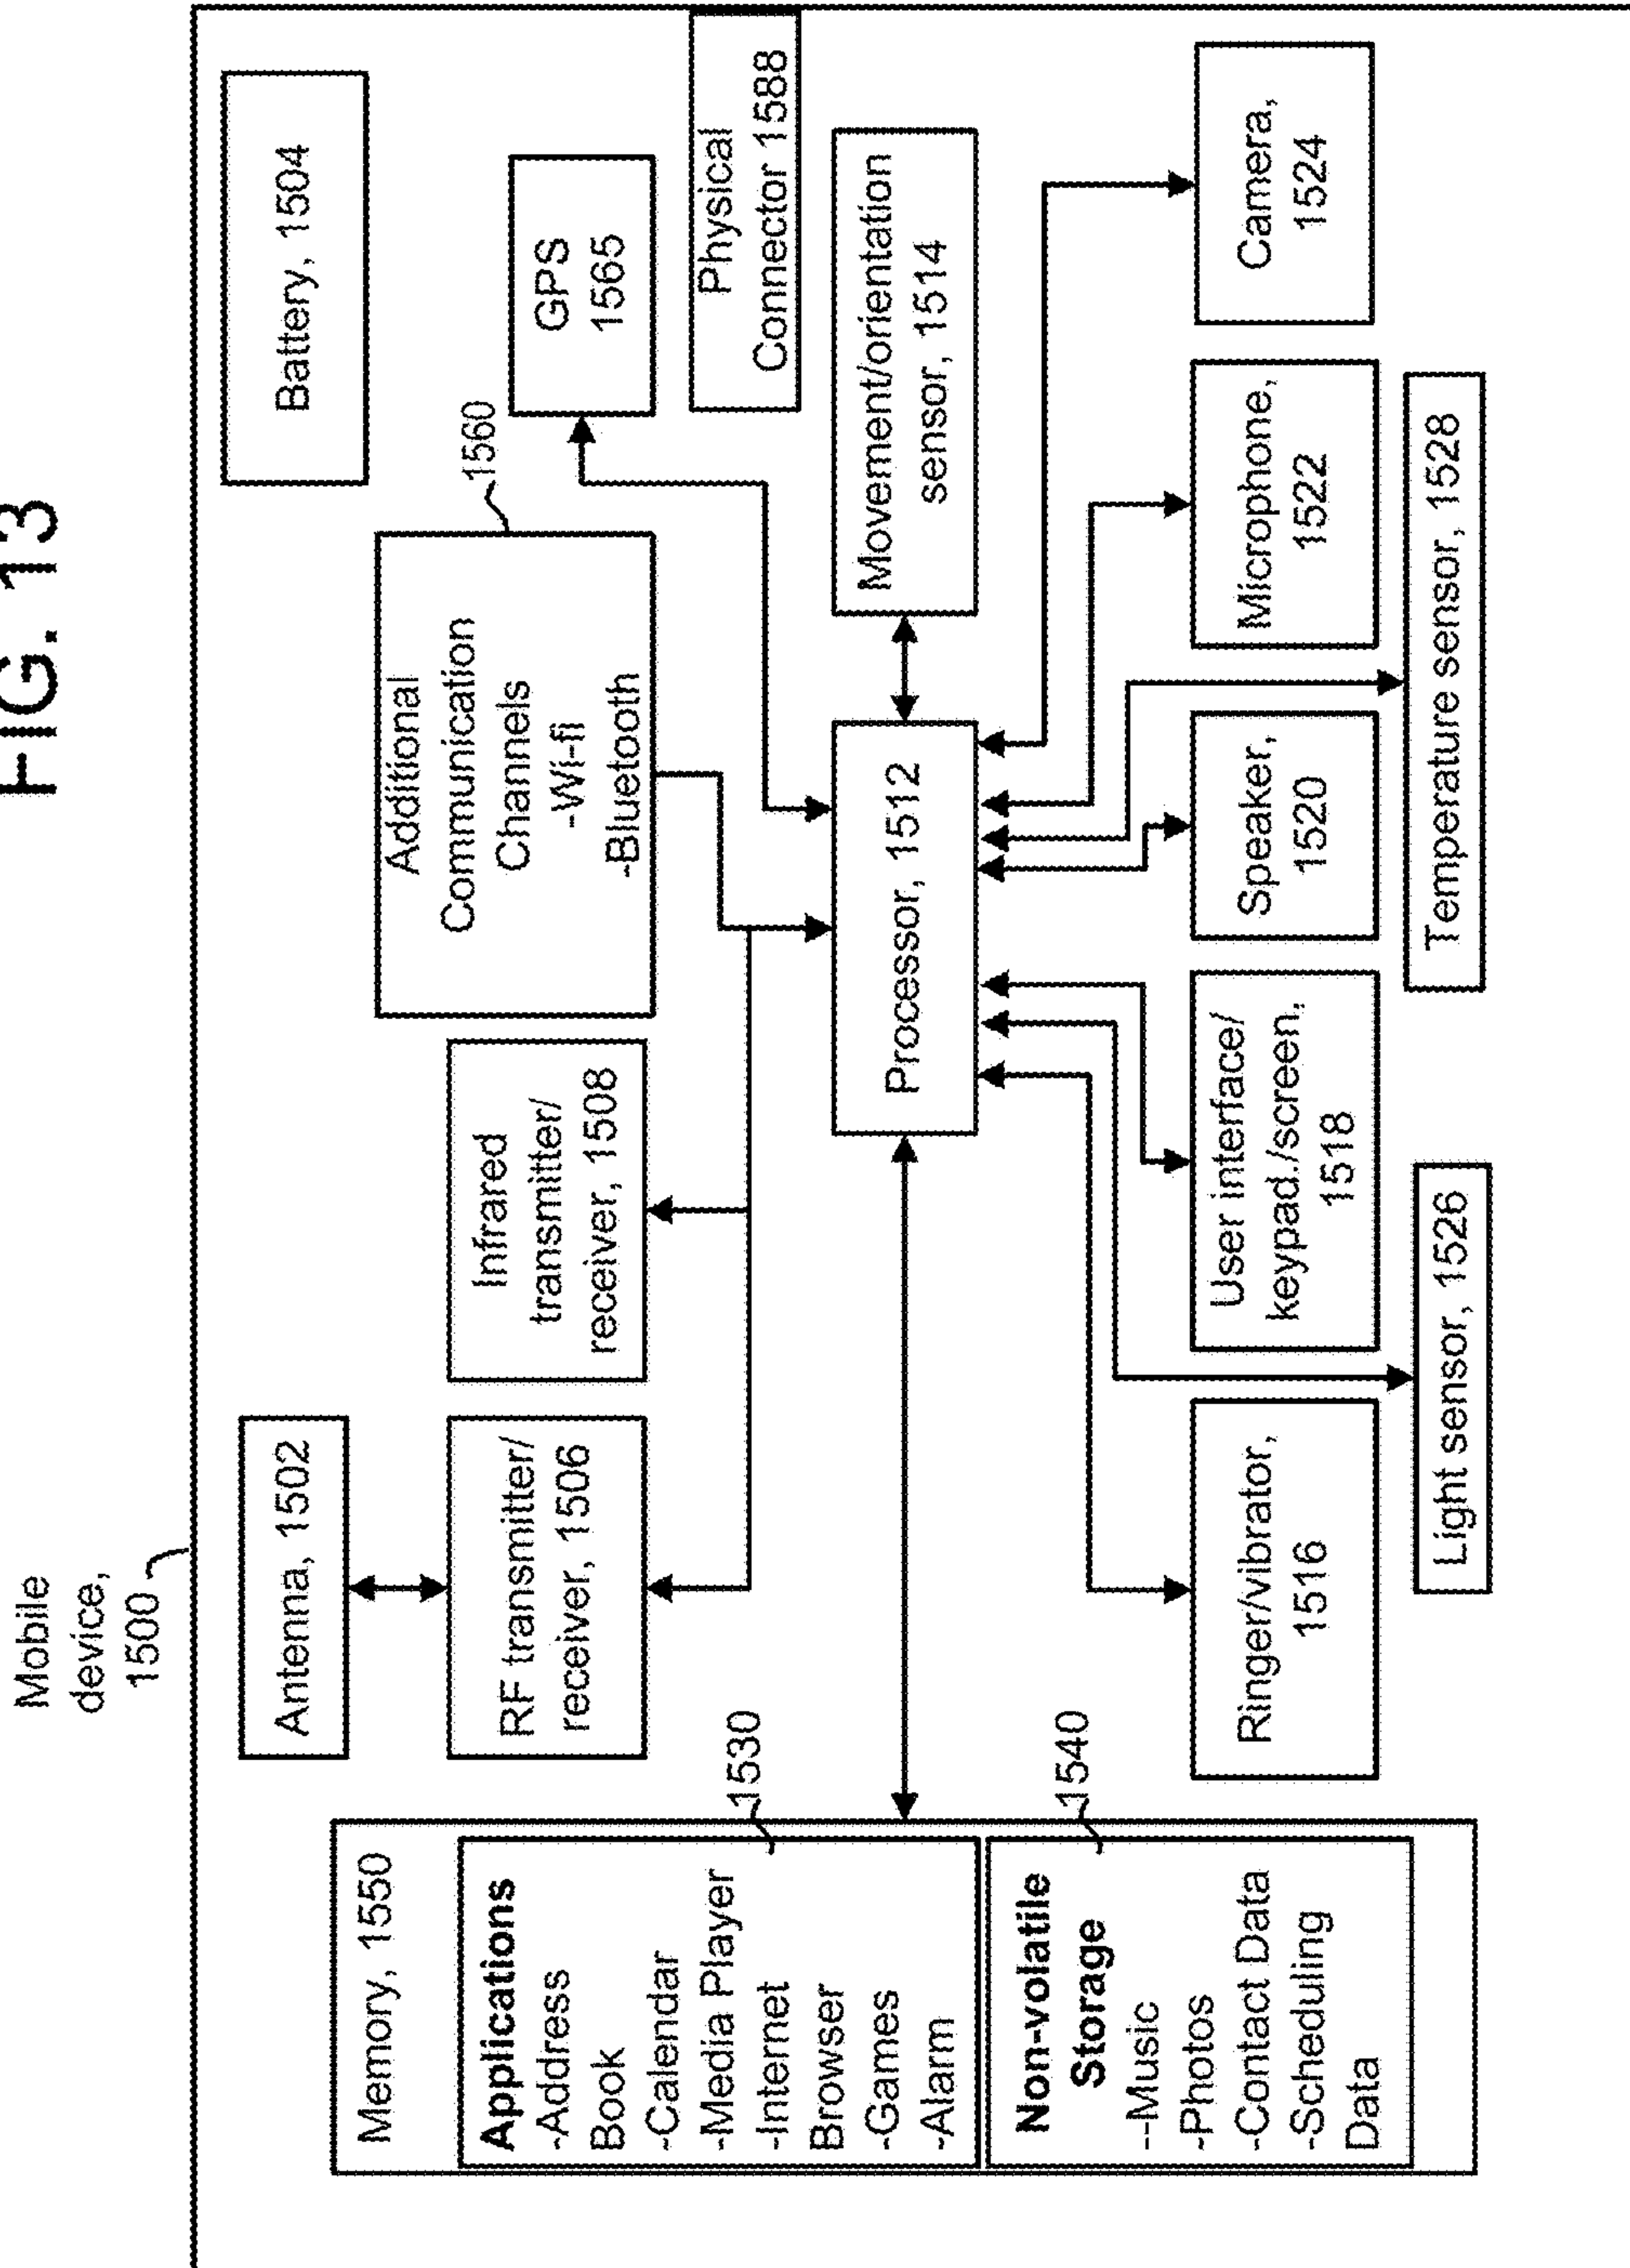 FIG. 13
Mobile
device,
1500
Memory, 1550
Applications
-Address
Book
-Calendar
-Media Player
-Internet
Browser
-Games
-Alarm
1530
Non-volatile
Storage
--Music
-Photos
-Contact Data
-Scheduling
Data
1540
Antenna, 1502
RF transmitter/
receiver, 1506
Infrared
transmitter/
receiver, 1508
Additional
Communication
Channels
-Wi-fi
-Bluetooth
1560
Battery, 1504
GPS
1565
Physical
Connector 1588
Processor, 1512
Movement/orientation
sensor, 1514
Ringer/vibrator,
1516
User interface/
keypad./screen,
1518
Speaker,
1520
Microphone,
1522
Camera,
1524
Light sensor, 1526
Temperature sensor, 1528